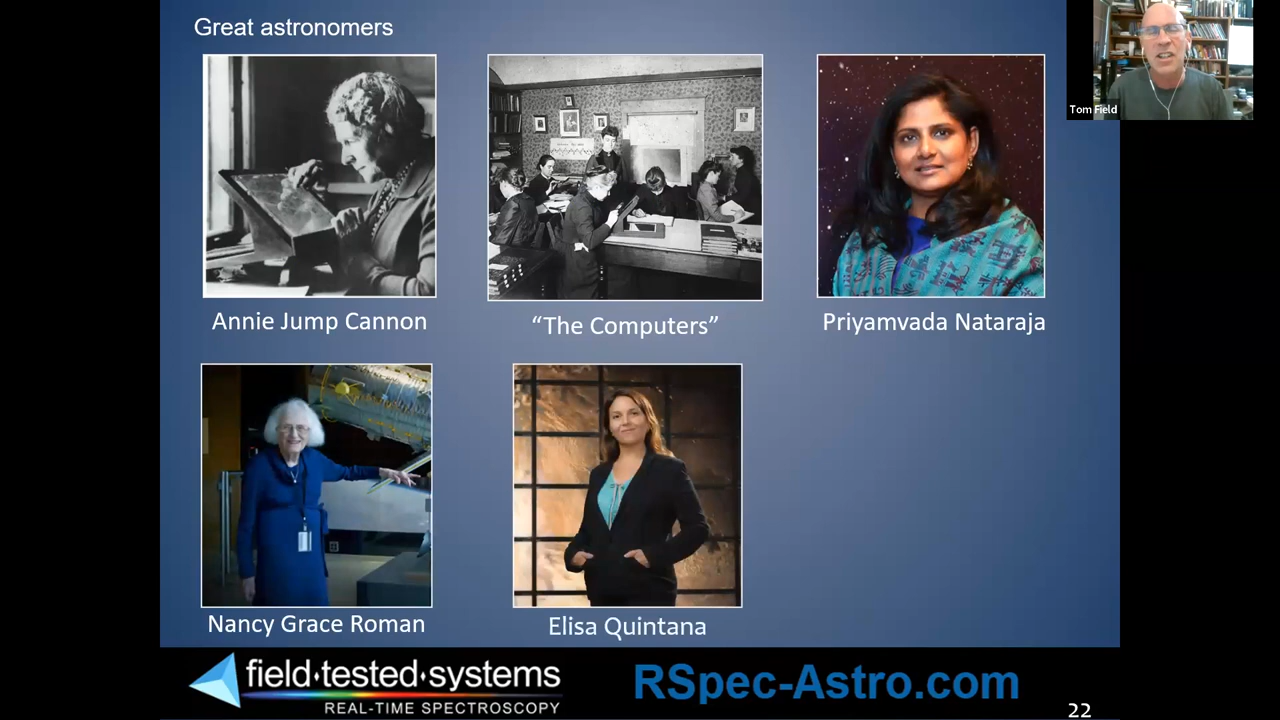 Great astronomers
Tom Field
Annie Jump Cannon
“The Computers”
Priyamvada Nataraja
Nancy Grace Roman
Elisa Quintana
field·tested·systems
REAL-TIME SPECTROSCOPY
RSpec-Astro.com
22